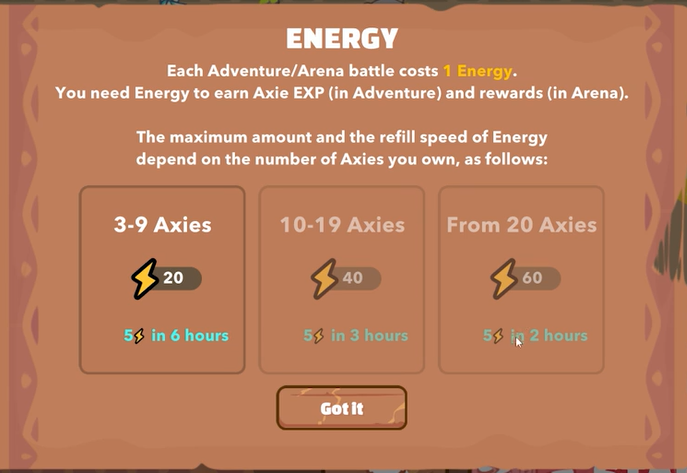 ENERGY
Each Adventure/Arena battle costs 1 Energy.
You need Energy to earn Axie EXP (in Adventure) and rewards (in Arena).
The maximum amount and the refill speed of Energy
depend on the number of Axies you own, as follows:
3-9 Axies
20
5 in 6 hours
10-19 Axies
40
5 in 3 hours
From 20 Axies
60
5 in 2 hours
Got it